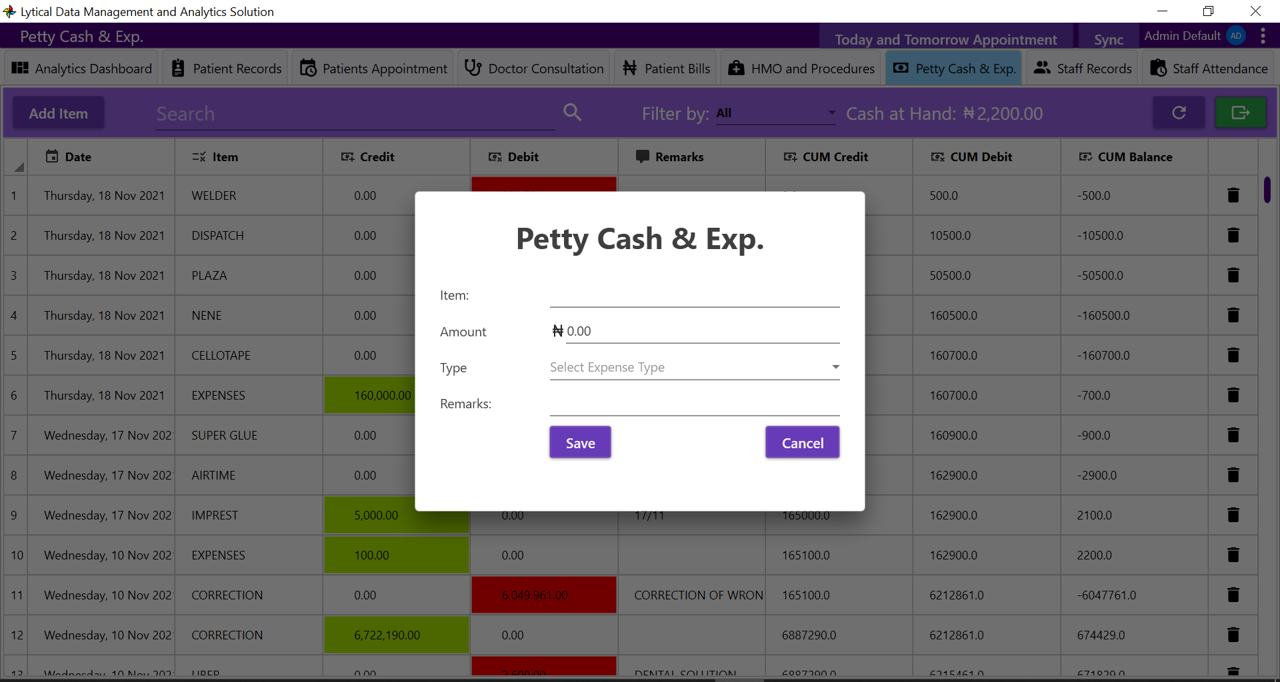 Lytical Data Management and Analytics Solution
Petty Cash & Exp. Today and Tomorrow Appointment Sync Admin Default AD
Analytics Dashboard Patient Records Patients Appointment Doctor Consultation Patient Bills HMO and Procedures Petty Cash & Exp. Staff Records Staff Attendance
Add Item Search Filter by: All Cash at Hand: ₦2,200.00
Date Item Credit Debit Remarks CUM Credit CUM Debit CUM Balance
1 Thursday, 18 Nov 2021 WELDER 0.00 500.0 -500.0
2 Thursday, 18 Nov 2021 DISPATCH 0.00 10500.0 -10500.0
3 Thursday, 18 Nov 2021 PLAZA 0.00 50500.0 -50500.0
4 Thursday, 18 Nov 2021 NENE 0.00 160500.0 -160500.0
5 Thursday, 18 Nov 2021 CELLOTAPE 0.00 160700.0 -160700.0
6 Thursday, 18 Nov 2021 EXPENSES 160,000.00 160700.0 -700.0
7 Wednesday, 17 Nov 202 SUPER GLUE 0.00 160900.0 -900.0
8 Wednesday, 17 Nov 202 AIRTIME 0.00 162900.0 -2900.0
9 Wednesday, 17 Nov 202 IMPREST 5,000.00 0.00 17/11 165000.0 162900.0 2100.0
10 Wednesday, 10 Nov 202 EXPENSES 100.00 0.00 165100.0 162900.0 2200.0
11 Wednesday, 10 Nov 202 CORRECTION 0.00 6,049,961.00 CORRECTION OF WRON 165100.0 6212861.0 -6047761.0
12 Wednesday, 10 Nov 202 CORRECTION 6,722,190.00 0.00 6887290.0 6212861.0 674429.0
13 Wednesday, 10 Nov 202 UBER 0.00 2,600.00 DENTAL SOLUTION 6887290.0 6215461.0 671829.0
Petty Cash & Exp.
Item:
Amount ₦ 0.00
Type Select Expense Type
Remarks:
Save Cancel